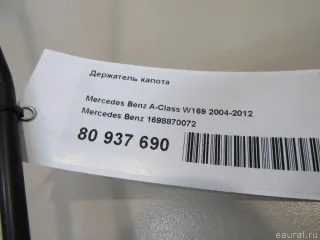 Держатель капота
Mercedes Benz A-Class W169 2004-2012
Mercedes Benz 1698870072
80 937 690
eaural.ru